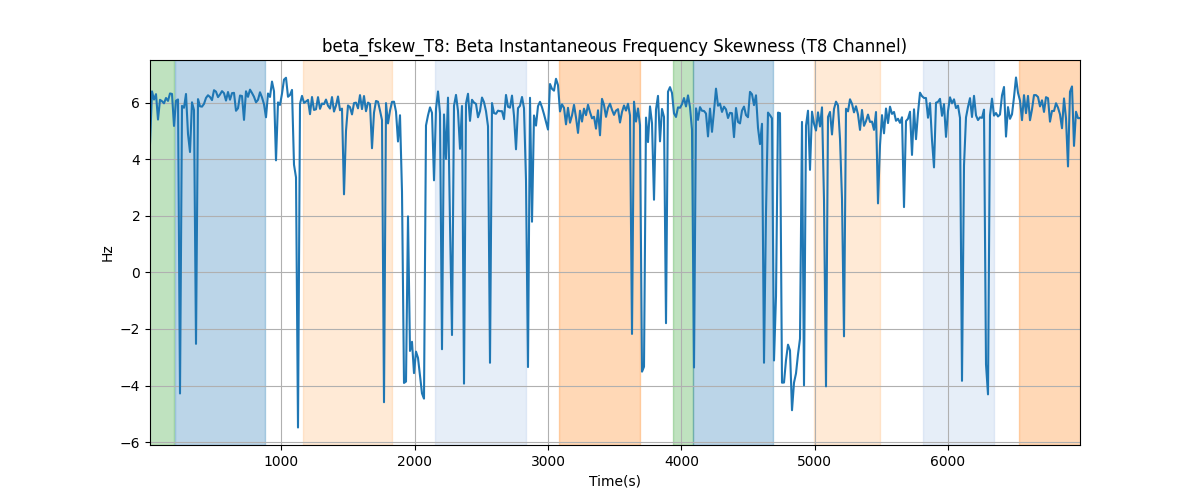 beta_fskew_T8: Beta Instantaneous Frequency Skewness (T8 Channel)
6
4
2
0
−2
−4
−6
Hz
1000 2000 3000 4000 5000 6000
Time(s)